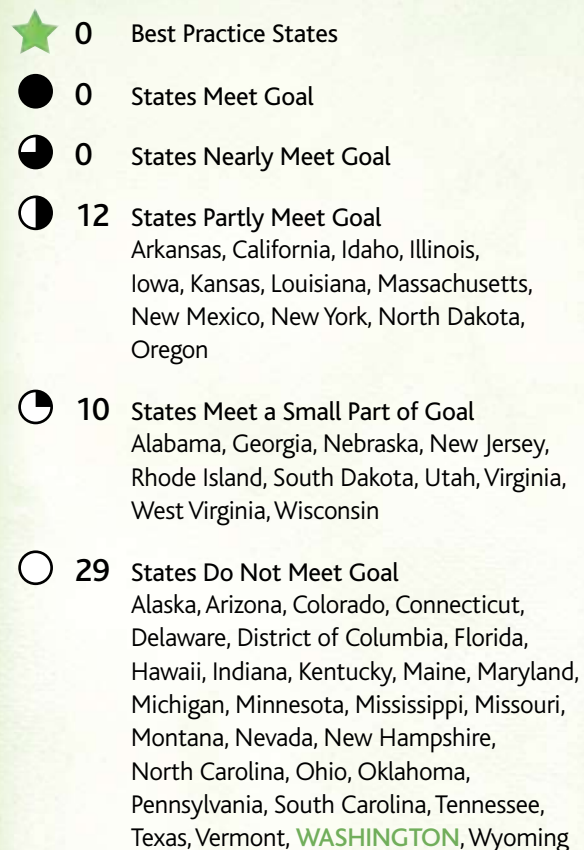 0 Best Practice States
0 States Meet Goal
0 States Nearly Meet Goal
12 States Partly Meet Goal
Arkansas, California, Idaho, Illinois,
Iowa, Kansas, Louisiana, Massachusetts,
New Mexico, New York, North Dakota,
Oregon
10 States Meet a Small Part of Goal
Alabama, Georgia, Nebraska, New Jersey,
Rhode Island, South Dakota, Utah, Virginia,
West Virginia, Wisconsin
29 States Do Not Meet Goal
Alaska, Arizona, Colorado, Connecticut,
Delaware, District of Columbia, Florida,
Hawaii, Indiana, Kentucky, Maine, Maryland,
Michigan, Minnesota, Mississippi, Missouri,
Montana, Nevada, New Hampshire,
North Carolina, Ohio, Oklahoma,
Pennsylvania, South Carolina, Tennessee,
Texas, Vermont, WASHINGTON, Wyoming